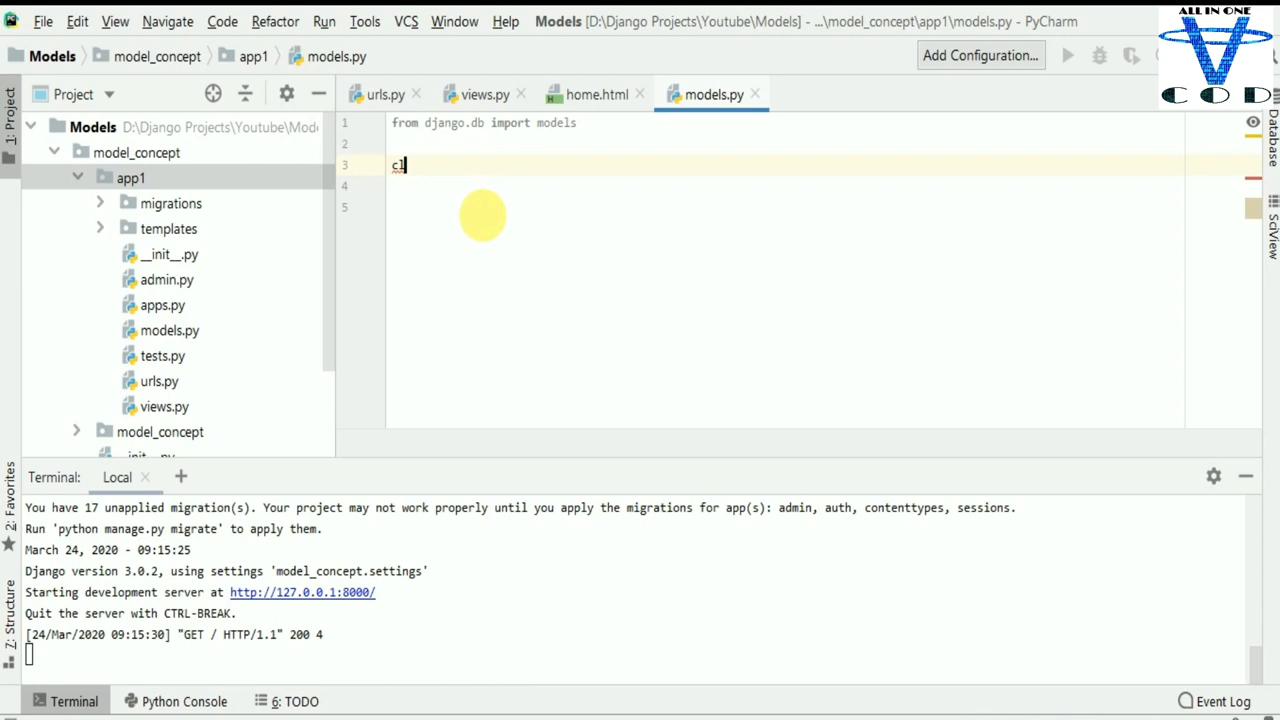 File Edit View Navigate Code Refactor Run Tools VCS Window Help Models [D:\Django Projects\Youtube\Models] - ...\model_concept\app1\models.py - PyCharm
ALL IN ONE
COD
Models model_concept app1 models.py Add Configuration...
1: Project
Project
urls.py views.py home.html models.py
Models D:\Django Projects\Youtube\Mod
model_concept
app1
migrations
templates
__init__.py
admin.py
apps.py
models.py
tests.py
urls.py
views.py
model_concept
__init__.py
1 from django.db import models
2
3 cl
4
5
Database
SciView
2: Favorites
Z: Structure
Terminal: Local +
You have 17 unapplied migration(s). Your project may not work properly until you apply the migrations for app(s): admin, auth, contenttypes, sessions.
Run 'python manage.py migrate' to apply them.
March 24, 2020 - 09:15:25
Django version 3.0.2, using settings 'model_concept.settings'
Starting development server at http://127.0.0.1:8000/
Quit the server with CTRL-BREAK.
[24/Mar/2020 09:15:30] "GET / HTTP/1.1" 200 4
Terminal Python Console 6: TODO Event Log